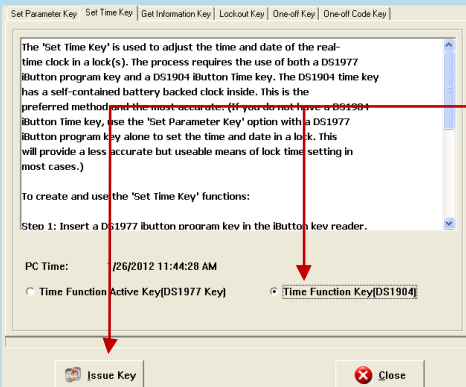 Set Parameter Key Set Time Key Get Information Key Lockout Key One-off Key One-off Code Key
The 'Set Time Key' is used to adjust the time and date of the real-
time clock in a lock(s). The process requires the use of both a DS1977
iButton program key and a DS1904 iButton Time key. The DS1904 time key
has a self-contained battery backed clock inside. This is the
preferred method and the most accurate. (If you do not have a DS1904
iButton Time key, use the 'Set Parameter Key' option with a DS1977
iButton program key alone to set the time and date in a lock. This
will provide a less accurate but useable means of lock time setting in
most cases.)
To create and use the 'Set Time Key' functions:
Step 1: Insert a DS1977 ibutton program key in the iButton key reader.
PC Time: 1/26/2012 11:44:28 AM
Time Function Active Key(DS1977 Key) Time Function Key(DS1904)
Issue Key Close